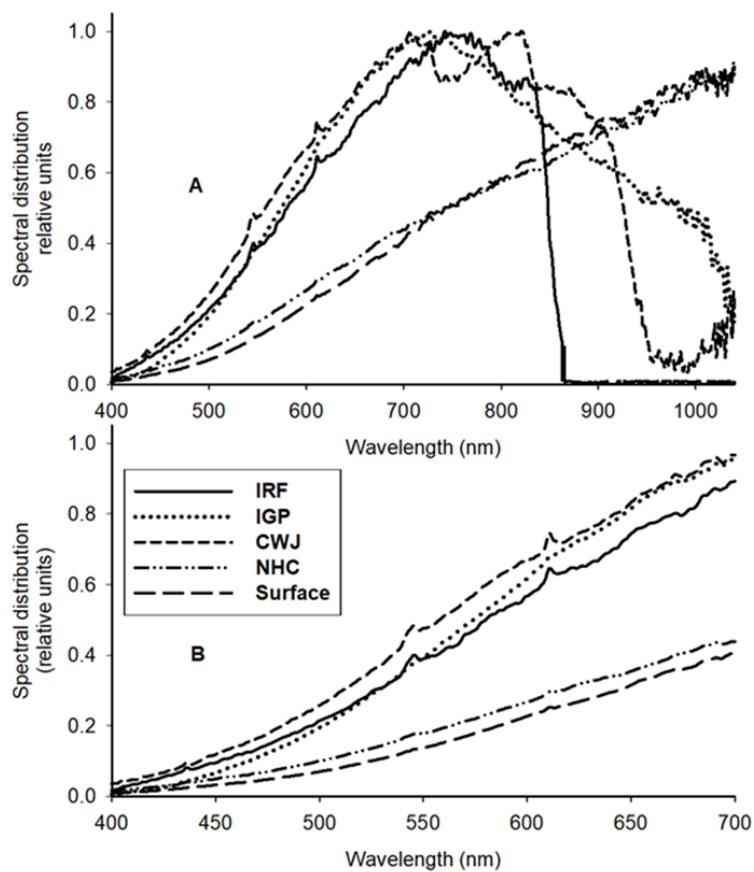 1.0
0.8
0.6
0.4
0.2
0.0
Spectral distribution
relative units
A
400 500 600 700 800 900 1000
Wavelength (nm)
1.0
0.8
0.6
0.4
0.2
0.0
Spectral distribution
(relative units)
IRF
IGP
CWJ
NHC
Surface
B
400 450 500 550 600 650 700
Wavelength (nm)